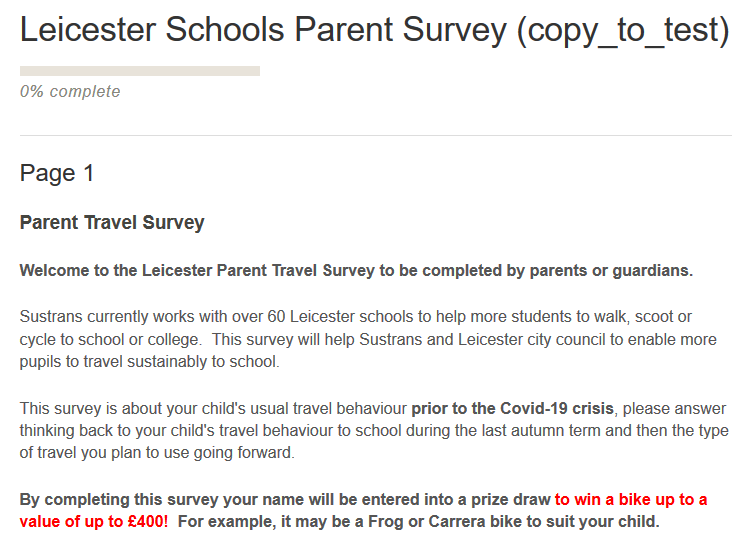 Leicester Schools Parent Survey (copy_to_test)
0% complete
Page 1
Parent Travel Survey
Welcome to the Leicester Parent Travel Survey to be completed by parents or guardians.
Sustrans currently works with over 60 Leicester schools to help more students to walk, scoot or
cycle to school or college.  This survey will help Sustrans and Leicester city council to enable more
pupils to travel sustainably to school.
This survey is about your child's usual travel behaviour prior to the Covid-19 crisis, please answer
thinking back to your child's travel behaviour to school during the last autumn term and then the type
of travel you plan to use going forward.
By completing this survey your name will be entered into a prize draw to win a bike up to a
value of up to £400!  For example, it may be a Frog or Carrera bike to suit your child.